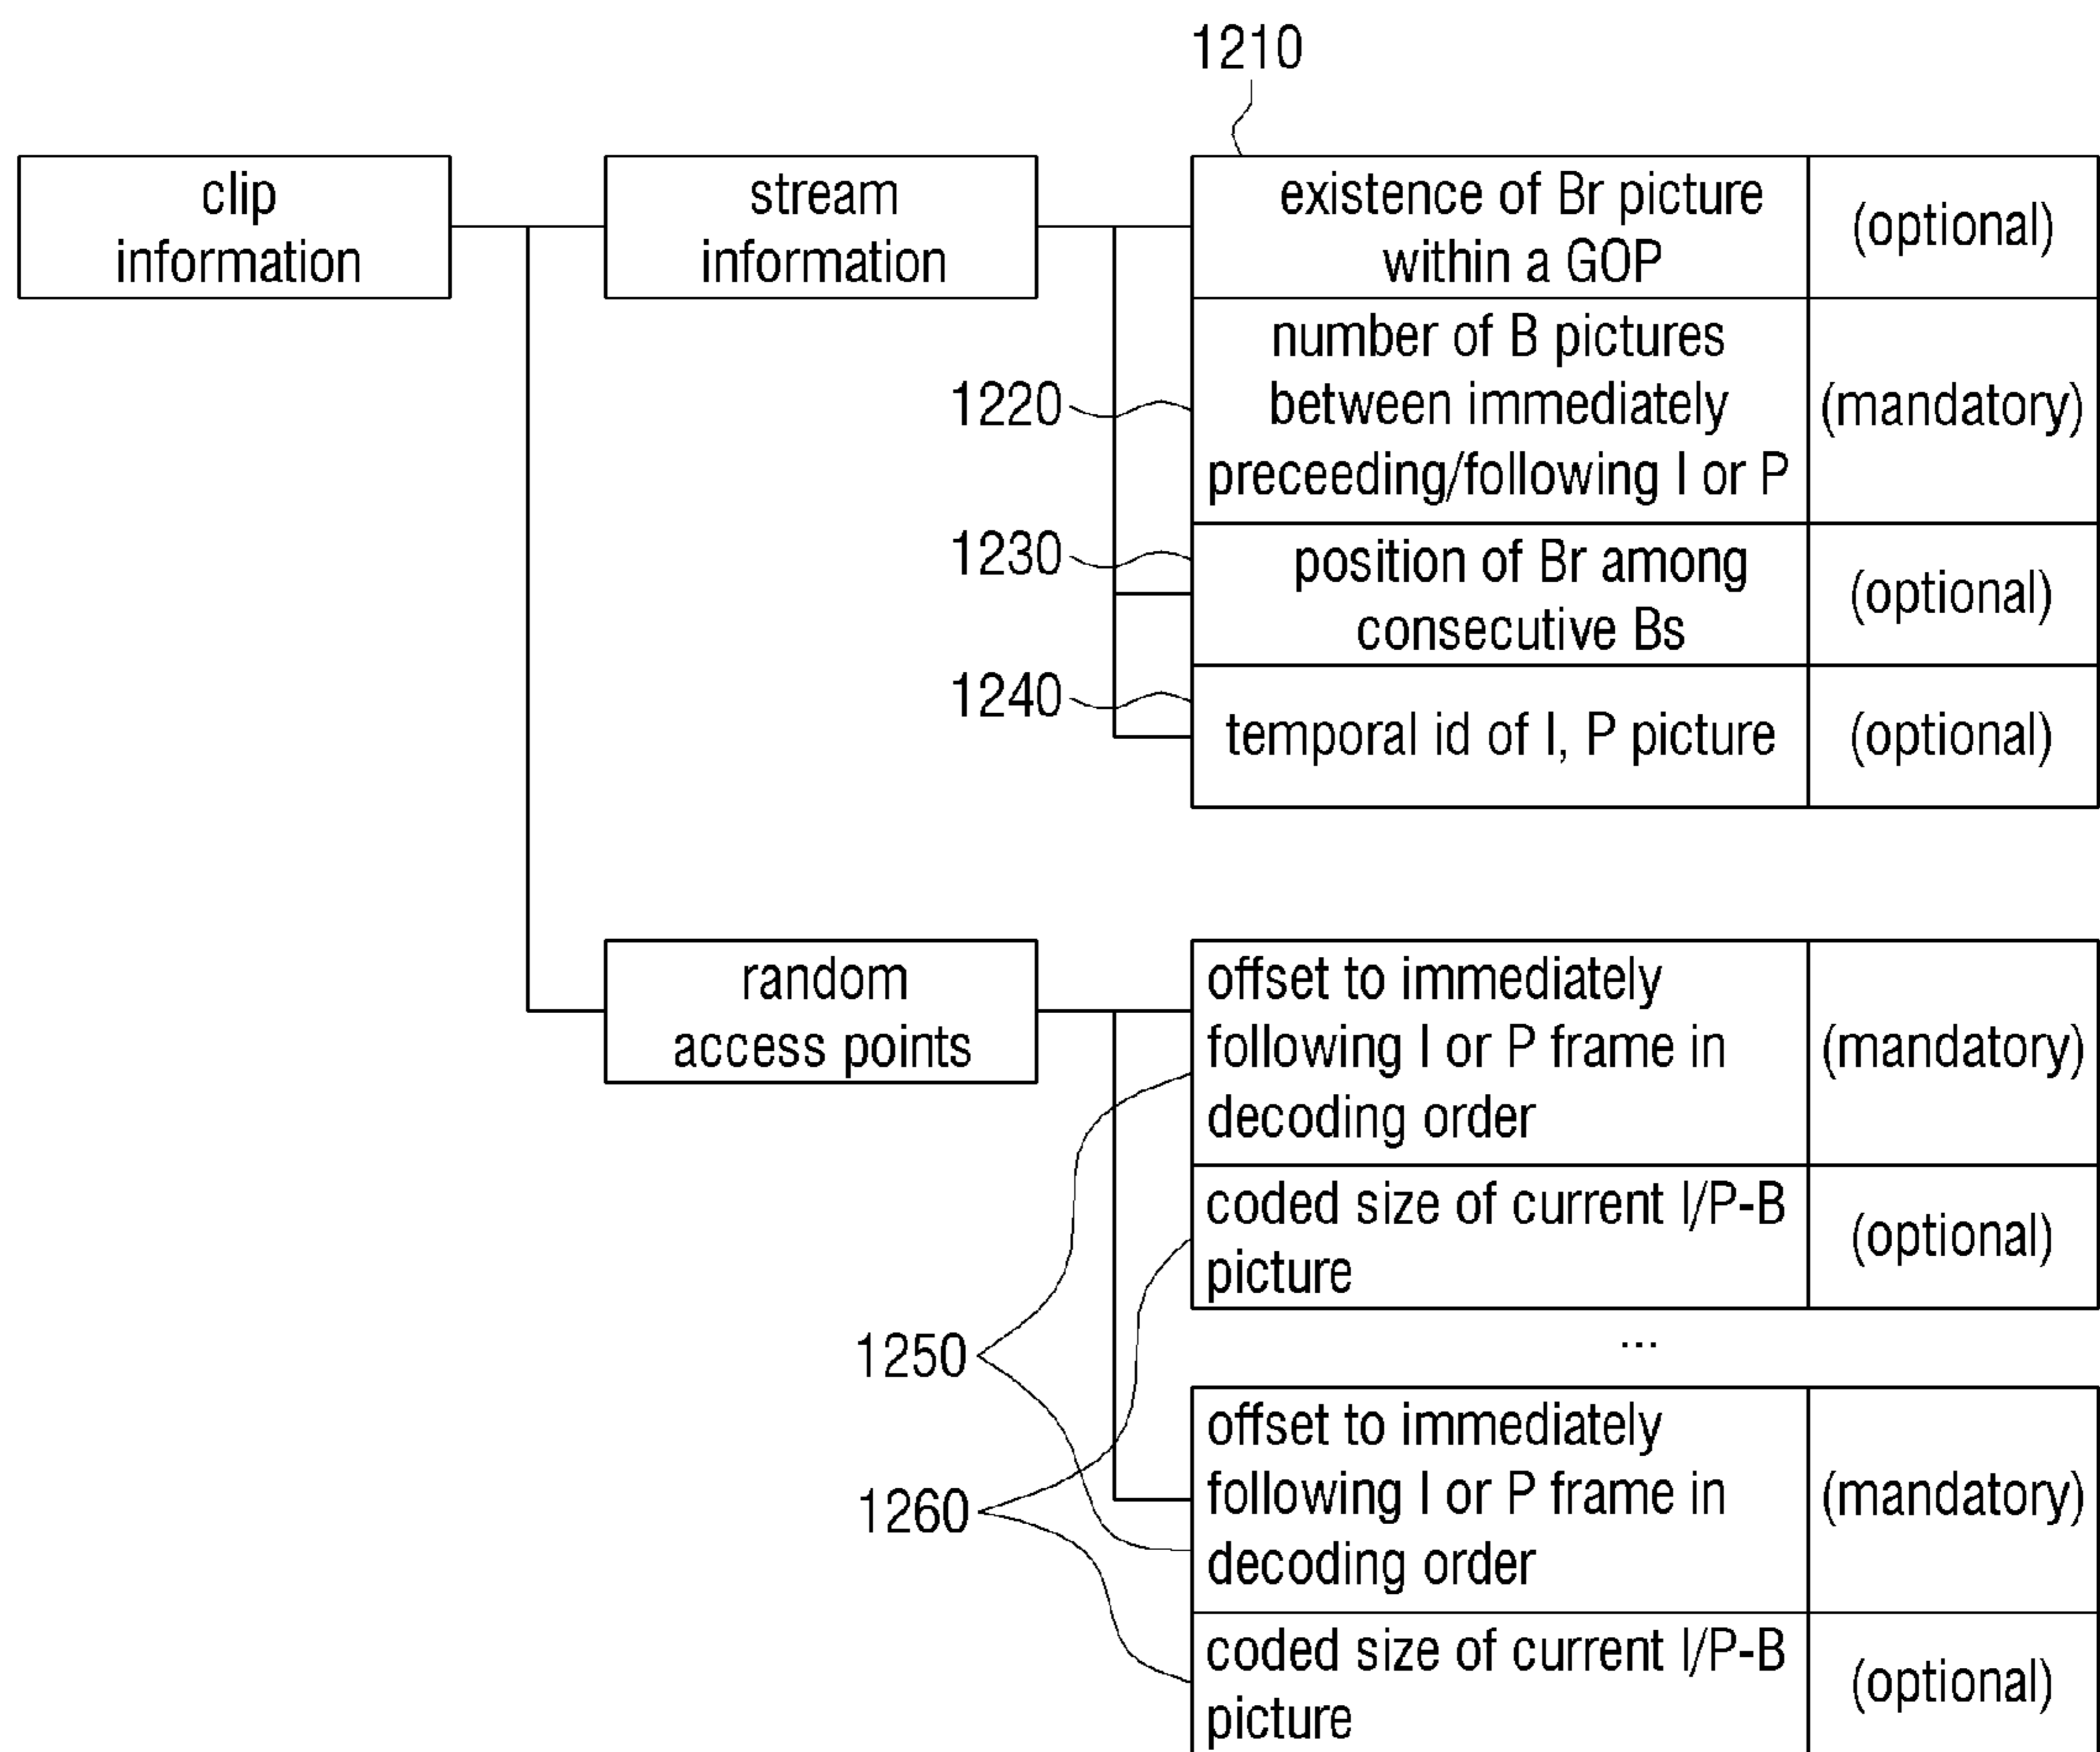 1210
clip
information
stream
information
existence of Br picture
within a GOP
(optional)
1220
number of B pictures
between immediately
preceeding/following I or P
(mandatory)
1230
position of Br among
consecutive Bs
(optional)
1240
temporal id of I, P picture
(optional)
random
access points
offset to immediately
following I or P frame in
decoding order
(mandatory)
coded size of current I/P-B
picture
(optional)
...
1250
1260
offset to immediately
following I or P frame in
decoding order
(mandatory)
coded size of current I/P-B
picture
(optional)